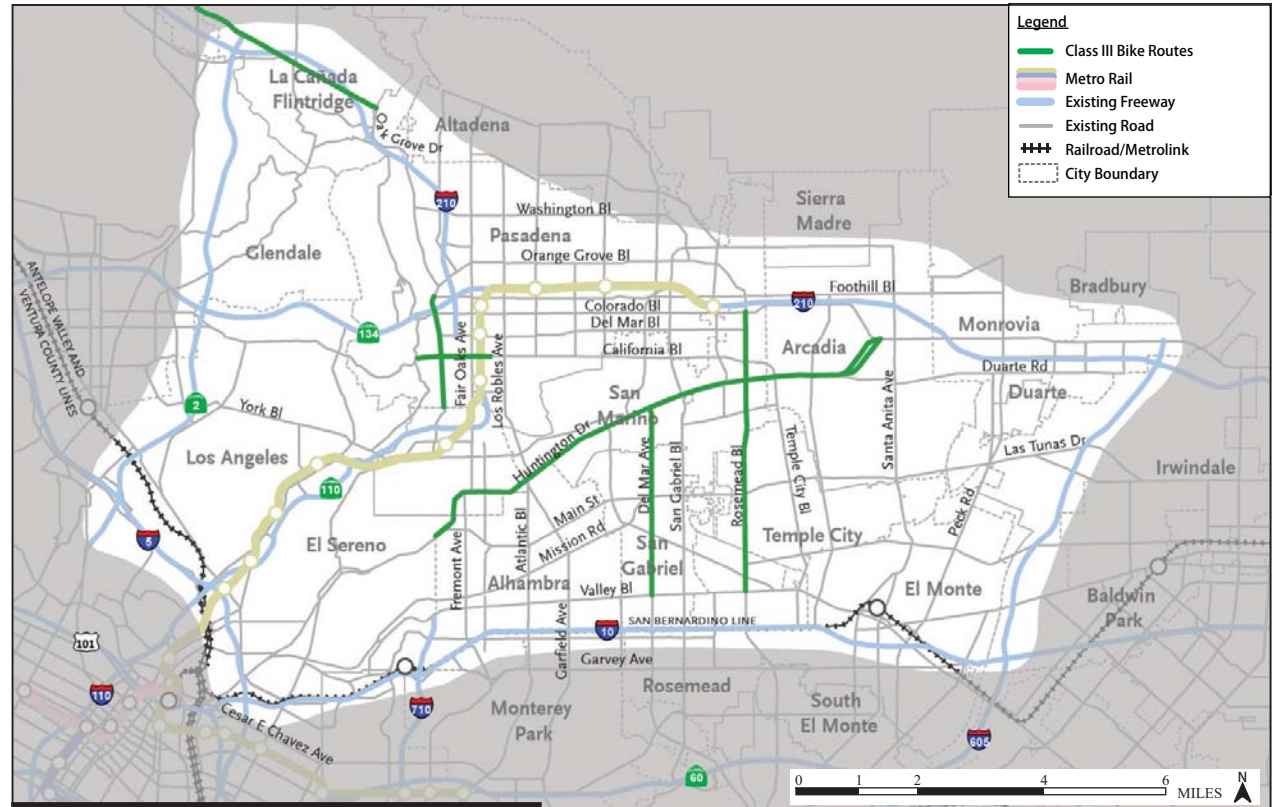 Legend
Class III Bike Routes
Metro Rail
Existing Freeway
Existing Road
Railroad/Metrolink
City Boundary
La Cañada
Flintridge
Oak Grove Dr
Altadena
210
Washington Bl
Sierra
Madre
Pasadena
Glendale
Orange Grove Bl
Foothill Bl
Bradbury
ANTELOPE VALLEY AND
VENTURA COUNTY LINES
Colorado Bl
210
Del Mar Bl
Monrovia
134
Fair Oaks Ave
Los Robles Ave
California Bl
Arcadia
Duarte Rd
Duarte
2
York Bl
San
Marino
Santa Anita Ave
Huntington Dr
Las Tunas Dr
Los Angeles
Del Mar Ave
San Gabriel Bl
Rosemead Bl
Temple City Bl
Irwindale
110
Main St
Peck Rd
Mission Rd
5
El Sereno
Fremont Ave
Atlantic Bl
San
Gabriel
Temple City
Alhambra
Valley Bl
El Monte
Baldwin
Park
SAN BERNARDINO LINE
10
101
Garfield Ave
Garvey Ave
Rosemead
South
El Monte
110
Monterey
Park
710
Cesar E Chavez Ave
605
60
0 1 2 4 6
MILES
N